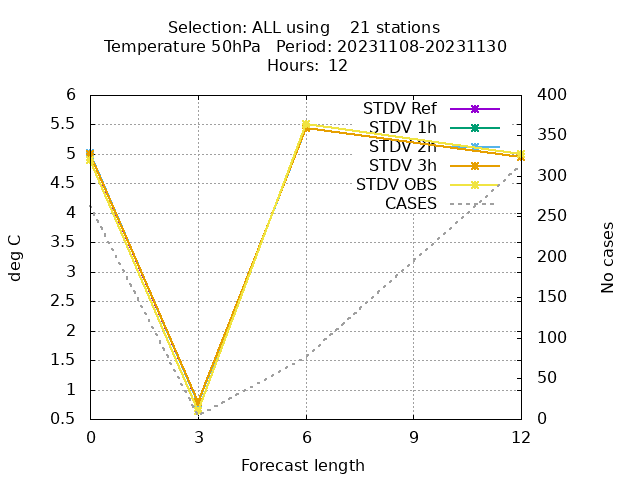 Selection: ALL using    21 stations
Temperature 50hPa   Period: 20231108-20231130
Hours:  12
6
5.5
5
4.5
4
3.5
3
2.5
2
1.5
1
0.5
400
350
300
250
200
150
100
50
0
STDV Ref
STDV 1h
STDV 2h
STDV 3h
STDV OBS
CASES
deg C
No cases
0 3 6 9 12
Forecast length